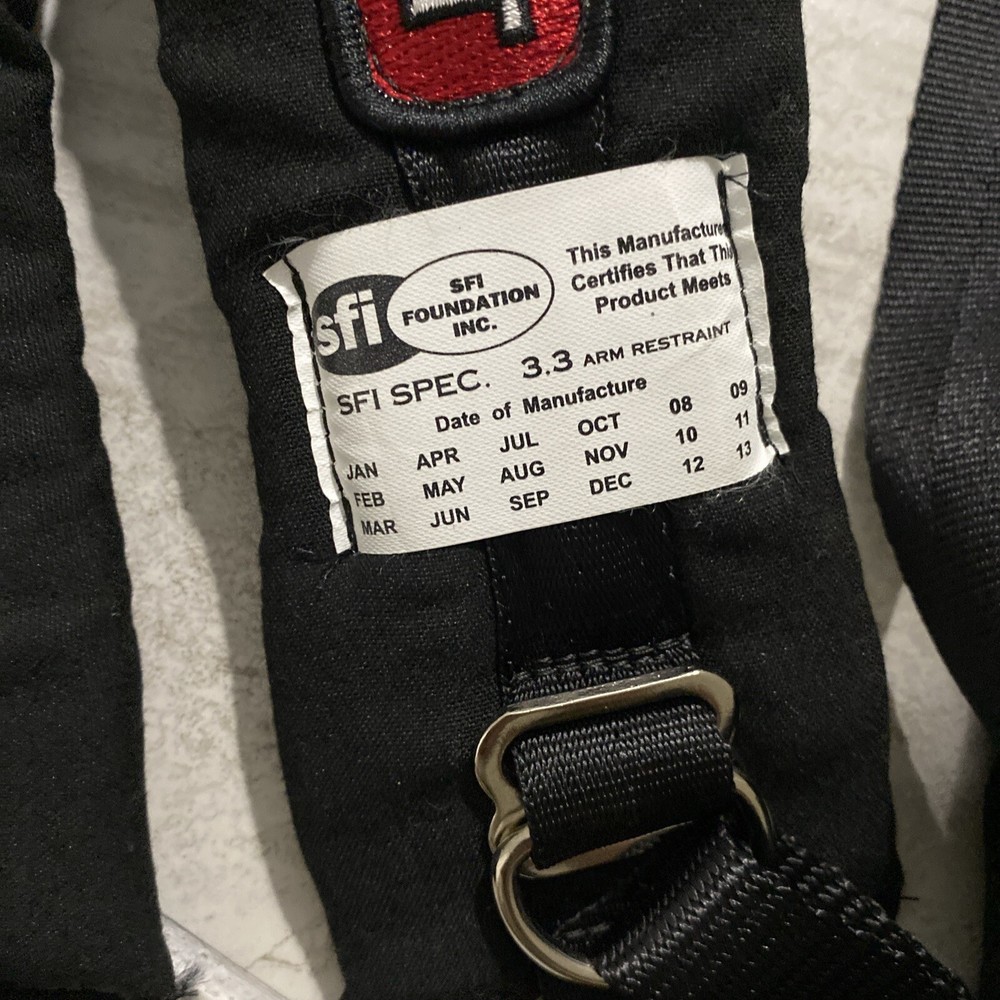 sfi
SFI
FOUNDATION
INC.
This Manufacture
Certifies That This
Product Meets
SFI SPEC. 3.3 ARM RESTRAINT
Date of Manufacture
JAN APR JUL OCT 08 09
FEB MAY AUG NOV 10 11
MAR JUN SEP DEC 12 13